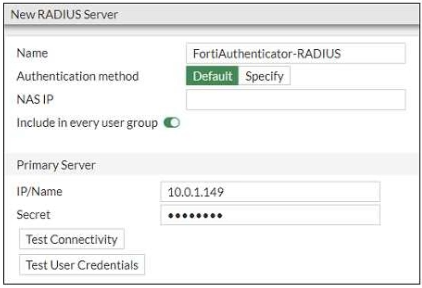 New RADIUS Server
Name FortiAuthenticator-RADIUS
Authentication method Default Specify
NAS IP
Include in every user group
Primary Server
IP/Name 10.0.1.149
Secret ••••••••
Test Connectivity
Test User Credentials